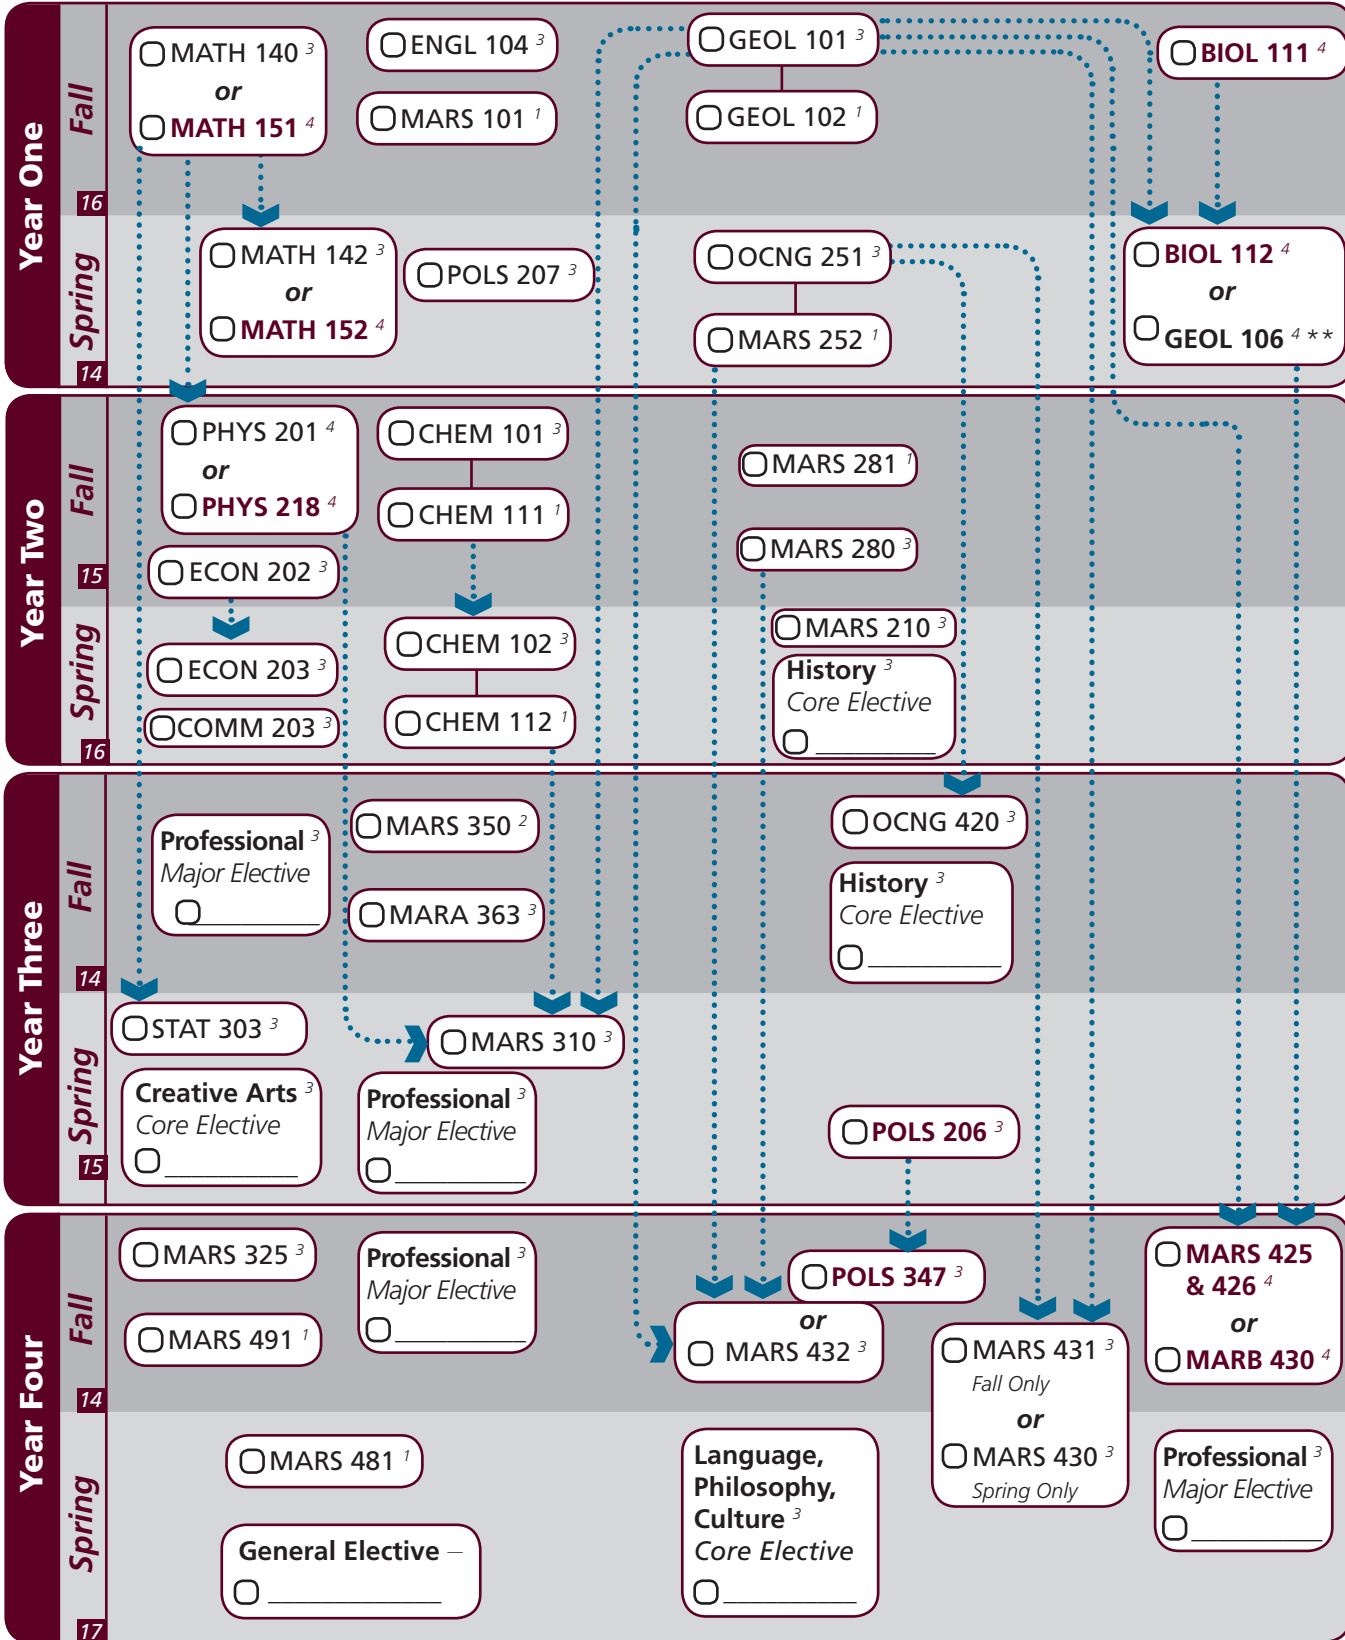 Year One
Fall
16
MATH 140 3
or
MATH 151 4
ENGL 104 3
MARS 101 1
GEOL 101 3
GEOL 102 1
BIOL 111 4
Spring
14
MATH 142 3
or
MATH 152 4
POLS 207 3
OCNG 251 3
MARS 252 1
BIOL 112 4
or
GEOL 106 4 **
Year Two
Fall
15
PHYS 201 4
or
PHYS 218 4
ECON 202 3
CHEM 101 3
CHEM 111 1
MARS 281 1
MARS 280 3
Spring
16
ECON 203 3
COMM 203 3
CHEM 102 3
CHEM 112 1
MARS 210 3
History 3
Core Elective
Year Three
Fall
14
Professional 3
Major Elective
MARS 350 2
MARA 363 3
OCNG 420 3
History 3
Core Elective
Spring
15
STAT 303 3
Creative Arts 3
Core Elective
MARS 310 3
Professional 3
Major Elective
POLS 206 3
Year Four
Fall
14
MARS 325 3
MARS 491 1
Professional 3
Major Elective
POLS 347 3
or
MARS 432 3
MARS 431 3
Fall Only
or
MARS 430 3
Spring Only
MARS 425
& 426 4
or
MARB 430 4
Spring
17
MARS 481 1
General Elective –
Language,
Philosophy,
Culture 3
Core Elective
Professional 3
Major Elective